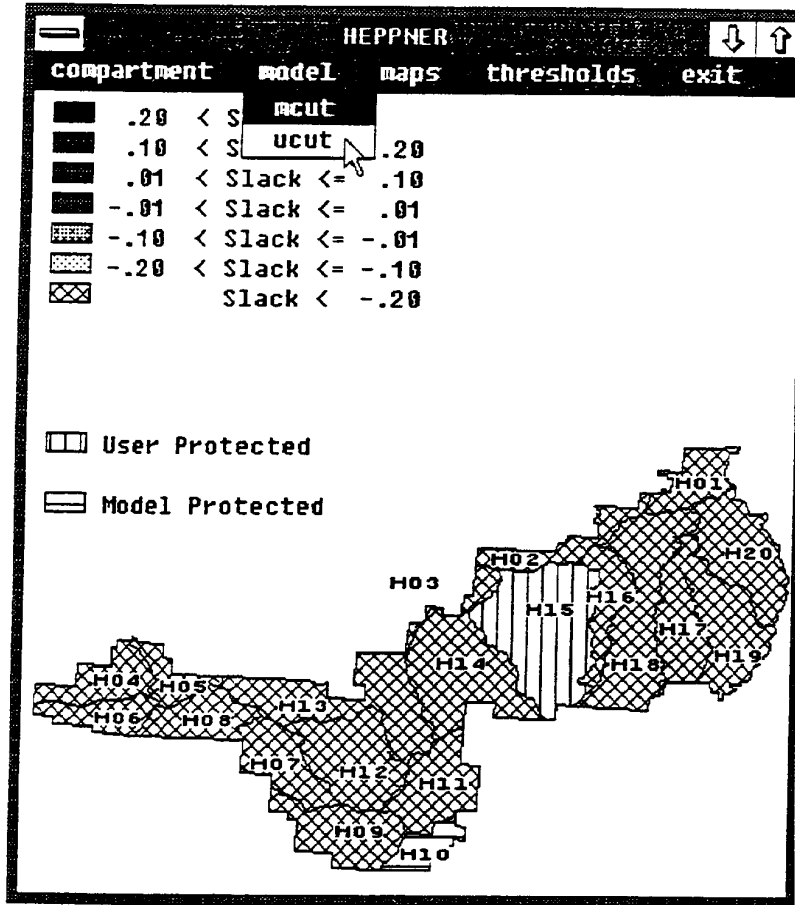 HEPPNER
compartment model maps thresholds exit
mcut
ucut
.20 < S
.10 < S .20
.01 < Slack <= .10
-.01 < Slack <= .01
-.10 < Slack <= -.01
-.20 < Slack <= -.10
Slack < -.20
User Protected
Model Protected
H01
H02
H20
H03
H16
H15
H17
H14
H18
H19
H04
H05
H13
H06
H08
H07
H12
H11
H09
H10